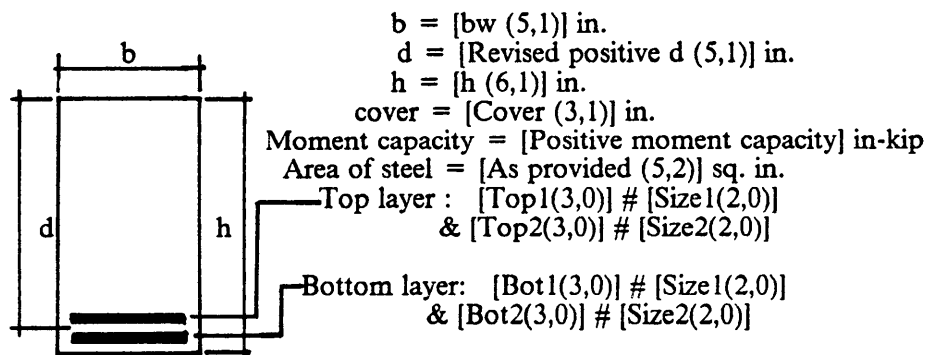 b = [bw (5,1)] in.
d = [Revised positive d (5,1)] in.
h = [h (6,1)] in.
cover = [Cover (3,1)] in.
Moment capacity = [Positive moment capacity] in-kip
Area of steel = [As provided (5,2)] sq. in.
Top layer : [Top1(3,0)] # [Size1(2,0)]
& [Top2(3,0)] # [Size2(2,0)]
Bottom layer: [Bot1(3,0)] # [Size1(2,0)]
& [Bot2(3,0)] # [Size2(2,0)]
b
d
h